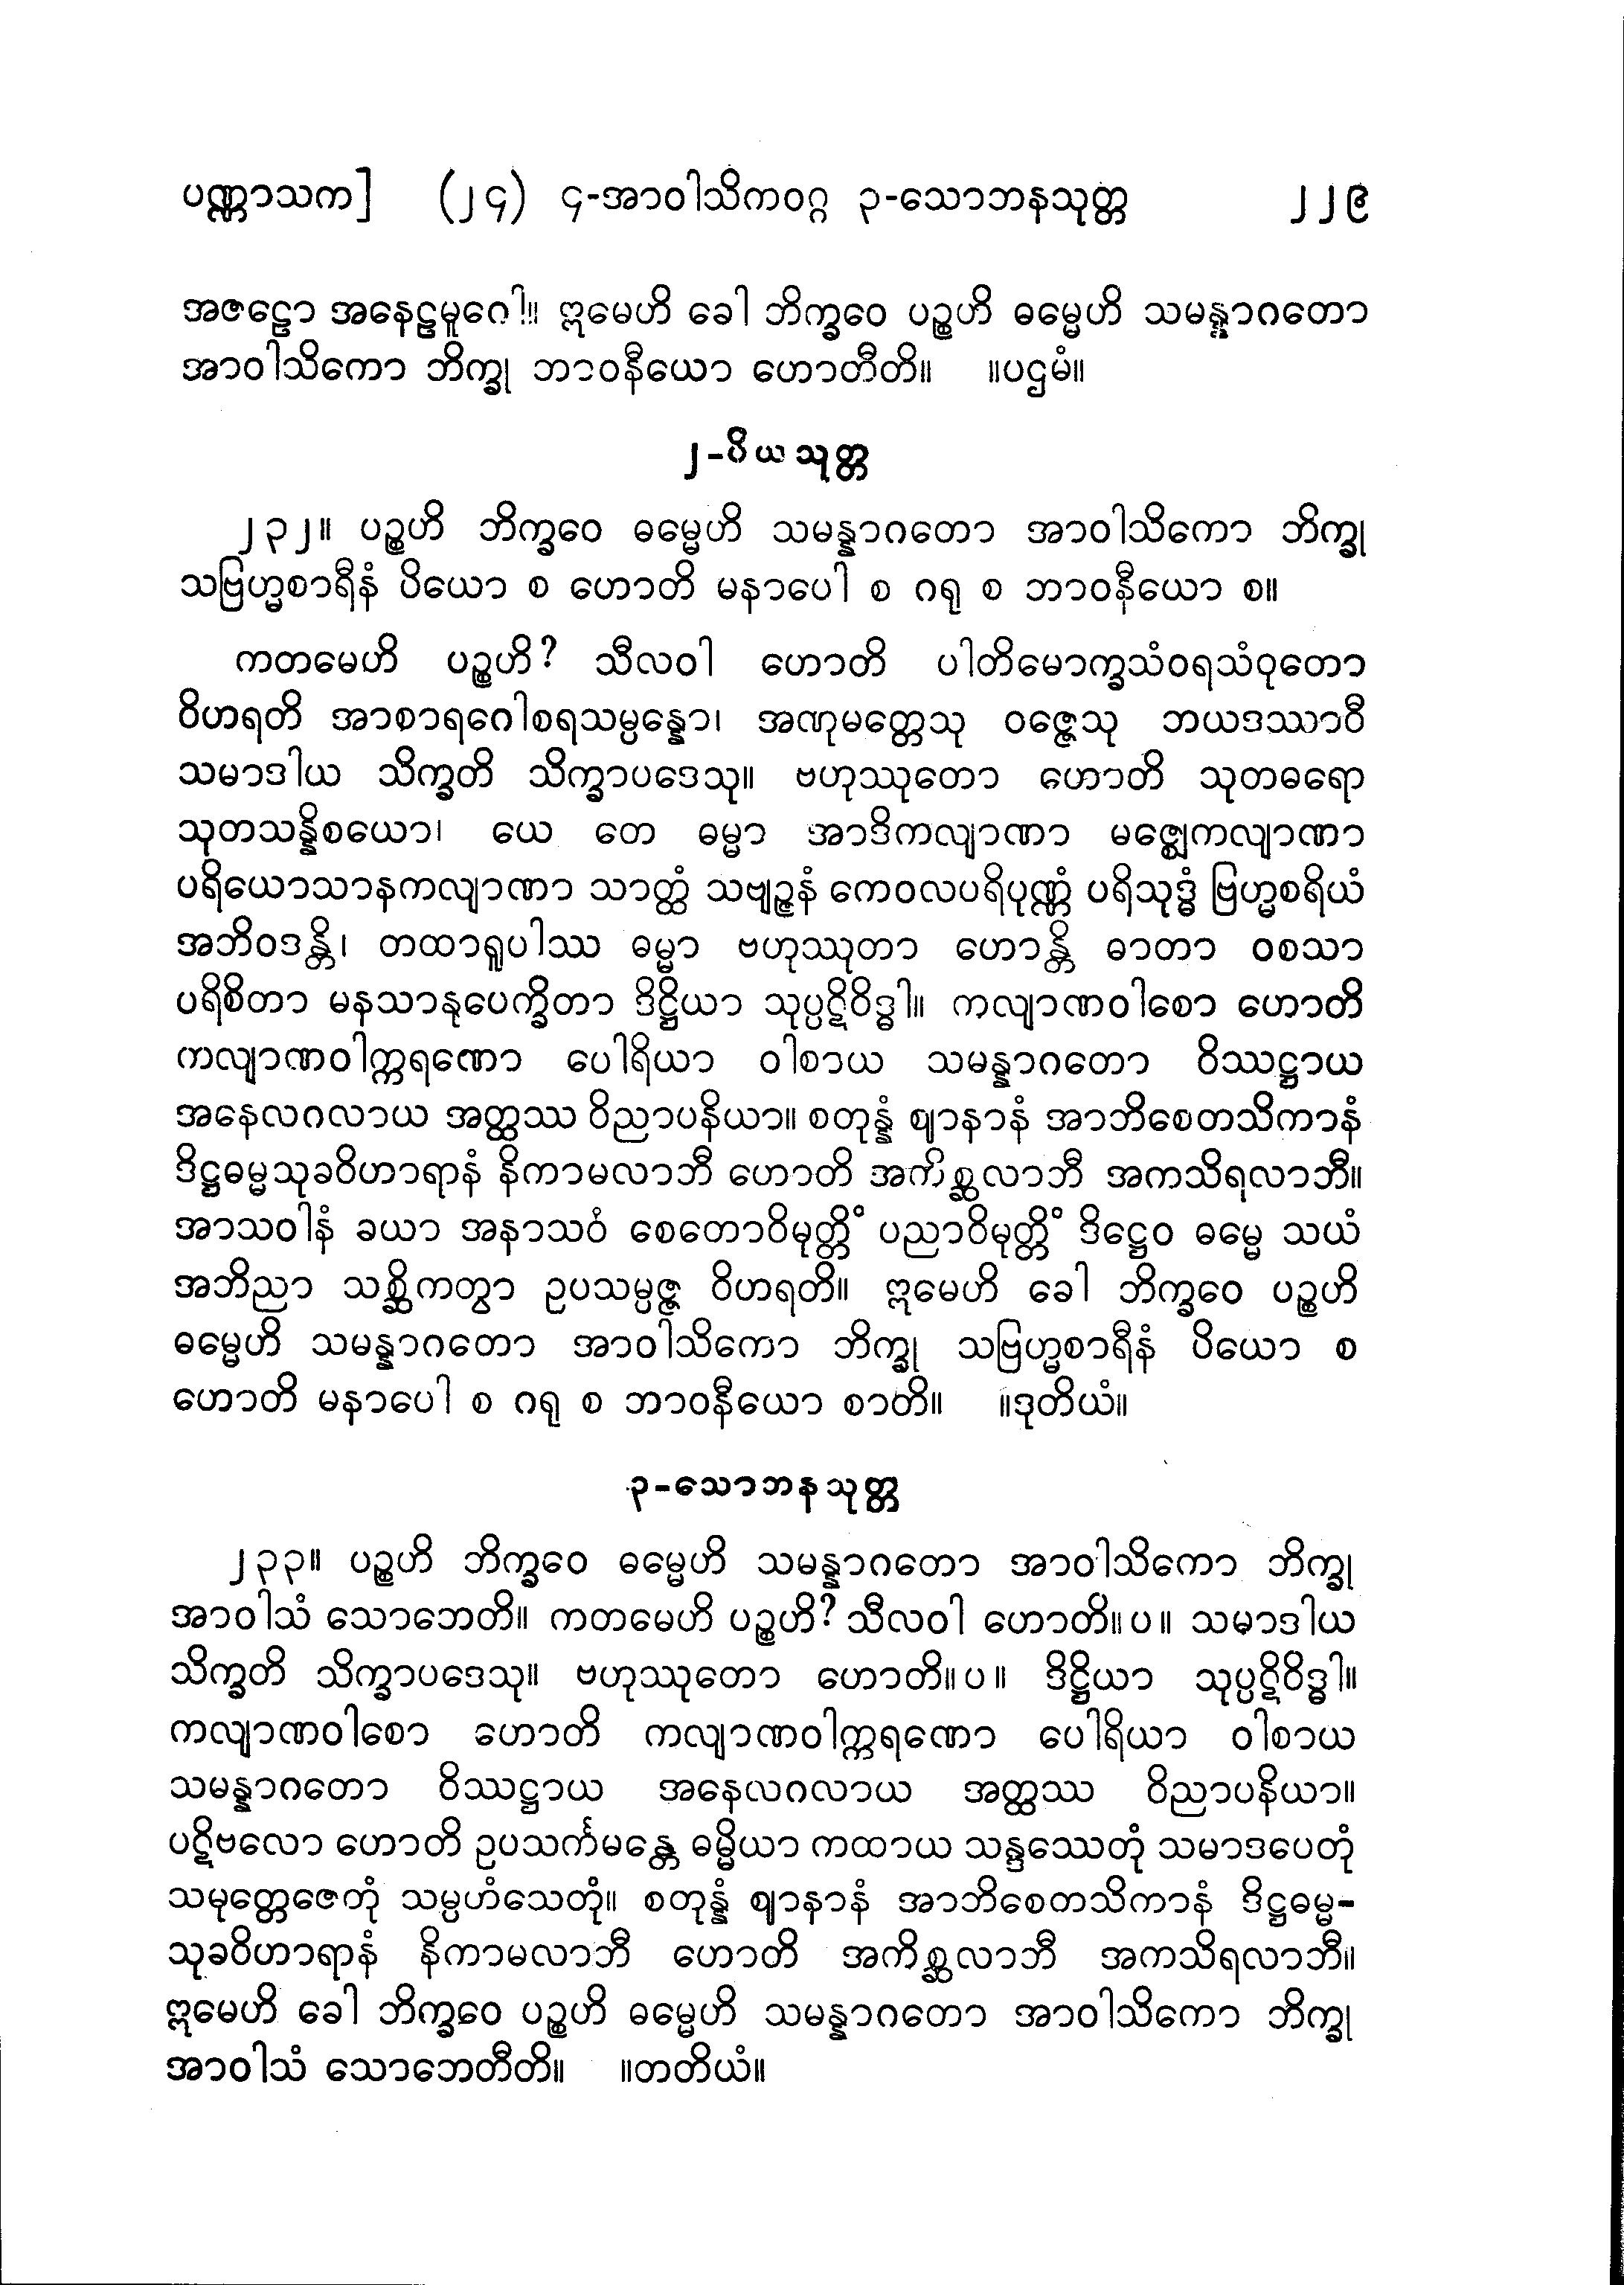 ပဏ္ဏာသက] (၂၄) ၄-အာဝါသိကဝဂ္ဂ ၃-သောဘနသုတ္တ ၂၂၉
အဇဠော အနေဠမူဂေါ။ ဣမေဟိ ခေါ ဘိက္ခဝေ ပဉ္စဟိ ဓမ္မေဟိ သမန္နာဂတော
အာဝါသိကော ဘိက္ခု ဘာဝနီယော ဟောတီတိ။ ။ပဌမံ။
၂-ပိယသုတ္တ
၂၃၂။ ပဉ္စဟိ ဘိက္ခဝေ ဓမ္မေဟိ သမန္နာဂတော အာဝါသိကော ဘိက္ခု
သဗြဟ္မစာရီနံ ပိယော စ ဟောတိ မနာပေါ စ ဂရု စ ဘာဝနီယော စ။
ကတမေဟိ ပဉ္စဟိ? သီလဝါ ဟောတိ ပါတိမောက္ခသံဝရသံဝုတော
ဝိဟရတိ အာစာရဂေါစရသမ္ပန္နော၊ အဏုမတ္တေသု ဝဇ္ဇေသု ဘယဒဿာဝီ
သမာဒါယ သိက္ခတိ သိက္ခာပဒေသု။ ဗဟုဿုတော ဟောတိ သုတဓရော
သုတသန္နိစယော၊ ယေ တေ ဓမ္မာ အာဒိကလျာဏာ မဇ္ဈေကလျာဏာ
ပရိယောသာနကလျာဏာ သာတ္ထံ သဗျဉ္ဇနံ ကေဝလပရိပုဏ္ဏံ ပရိသုဒ္ဓံ ဗြဟ္မစရိယံ
အဘိဝဒန္တိ၊ တထာရူပါဿ ဓမ္မာ ဗဟုဿုတာ ဟောန္တိ ဓာတာ ဝစသာ
ပရိစိတာ မနသာနုပေက္ခိတာ ဒိဋ္ဌိယာ သုပ္ပဋိဝိဒ္ဓါ။ ကလျာဏဝါစော ဟောတိ
ကလျာဏဝါက္ကရဏော ပေါရိယာ ဝါစာယ သမန္နာဂတော ဝိဿဋ္ဌာယ
အနေလဂလာယ အတ္ထဿ ဝိညာပနိယာ။ စတုန္နံ ဈာနာနံ အာဘိစေတသိကာနံ
ဒိဋ္ဌဓမ္မသုခဝိဟာရာနံ နိကာမလာဘီ ဟောတိ အကိစ္ဆလာဘီ အကသိရလာဘီ။
အာသဝါနံ ခယာ အနာသဝံ စေတောဝိမုတ္တိံ ပညာဝိမုတ္တိံ ဒိဋ္ဌေဝ ဓမ္မေ သယံ
အဘိညာ သစ္ဆိကတွာ ဥပသမ္ပဇ္ဇ ဝိဟရတိ။ ဣမေဟိ ခေါ ဘိက္ခဝေ ပဉ္စဟိ
ဓမ္မေဟိ သမန္နာဂတော အာဝါသိကော ဘိက္ခု သဗြဟ္မစာရီနံ ပိယော စ
ဟောတိ မနာပေါ စ ဂရု စ ဘာဝနီယော စာတိ။ ။ဒုတိယံ။
၃-သောဘနသုတ္တ
၂၃၃။ ပဉ္စဟိ ဘိက္ခဝေ ဓမ္မေဟိ သမန္နာဂတော အာဝါသိကော ဘိက္ခု
အာဝါသံ သောဘေတိ။ ကတမေဟိ ပဉ္စဟိ? သီလဝါ ဟောတိ။ပ။ သမာဒါယ
သိက္ခတိ သိက္ခာပဒေသု။ ဗဟုဿုတော ဟောတိ။ပ။ ဒိဋ္ဌိယာ သုပ္ပဋိဝိဒ္ဓါ။
ကလျာဏဝါစော ဟောတိ ကလျာဏဝါက္ကရဏော ပေါရိယာ ဝါစာယ
သမန္နာဂတော ဝိဿဋ္ဌာယ အနေလဂလာယ အတ္ထဿ ဝိညာပနိယာ။
ပဋိဗလော ဟောတိ ဥပသင်္ကမန္တေ ဓမ္မိယာ ကထာယ သန္ဒဿေတုံ သမာဒပေတုံ
သမုတ္တေဇေတုံ သမ္ပဟံသေတုံ။ စတုန္နံ ဈာနာနံ အာဘိစေတသိကာနံ ဒိဋ္ဌဓမ္မ-
သုခဝိဟာရာနံ နိကာမလာဘီ ဟောတိ အကိစ္ဆလာဘီ အကသိရလာဘီ။
ဣမေဟိ ခေါ ဘိက္ခဝေ ပဉ္စဟိ ဓမ္မေဟိ သမန္နာဂတော အာဝါသိကော ဘိက္ခု
အာဝါသံ သောဘေတီတိ။ ။တတိယံ။